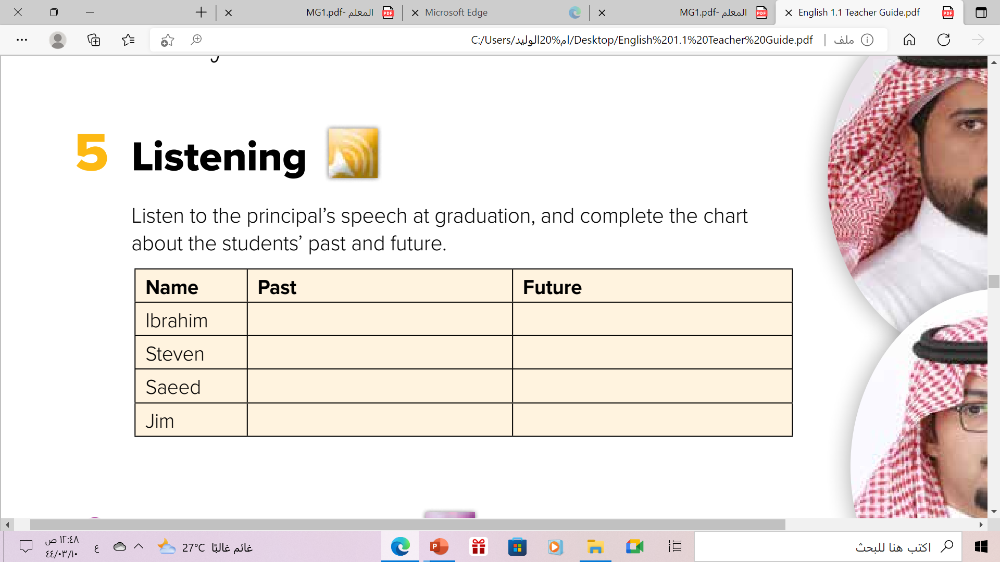 MG1.pdf- المعلم
Microsoft Edge
MG1.pdf- المعلم
English 1.1 Teacher Guide.pdf
C:/Users/ام%20الوليد/Desktop/English%201.1%20Teacher%20Guide.pdf
ملف
5 Listening
Listen to the principal’s speech at graduation, and complete the chart
about the students’ past and future.
Name Past Future
Ibrahim
Steven
Saeed
Jim
١٢:٤٨ ص
٤٤/٠٣/١٠
ع
27°C غائم غالبًا
اكتب هنا للبحث